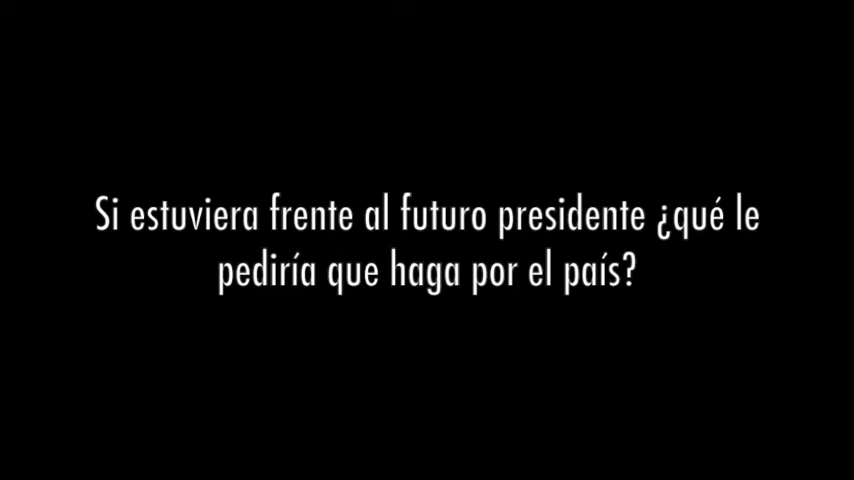 Si estuviera frente al futuro presidente ¿qué le
pediría que haga por el país?